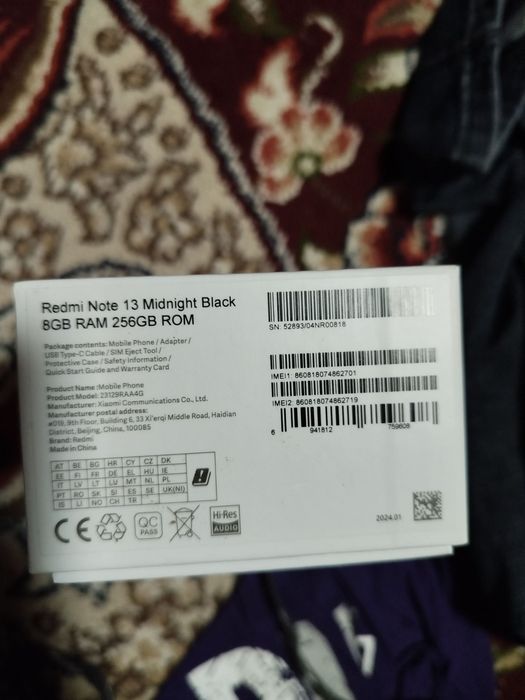 Redmi Note 13 Midnight Black
8GB RAM 256GB ROM
Package contents: Mobile Phone / Adapter /
USB Type-C Cable / SIM Eject Tool /
Protective Case / Safety Information /
Quick Start Guide and Warranty Card
Product Name :Mobile Phone
Product Model: 23129RAA4G
Manufacturer: Xiaomi Communications Co., Ltd.
Manufacturer postal address:
#019, 9th Floor, Building 6, 33 Xi'erqi Middle Road, Haidian
District, Beijing, China, 100085
Brand: Redmi
Made in China
AT BE BG HR CY CZ DK
EE FI FR DE EL HU IE
IT LV LT LU MT NL PL
PT RO SK SI ES SE UK(NI)
IS LI NO CH TR
CE
QC
PASS
Hi-Res
AUDIO
SN: 52893/04NR00818
IMEI1: 860818074862701
IMEI2: 860818074862719
6 941812 759808
2024.01